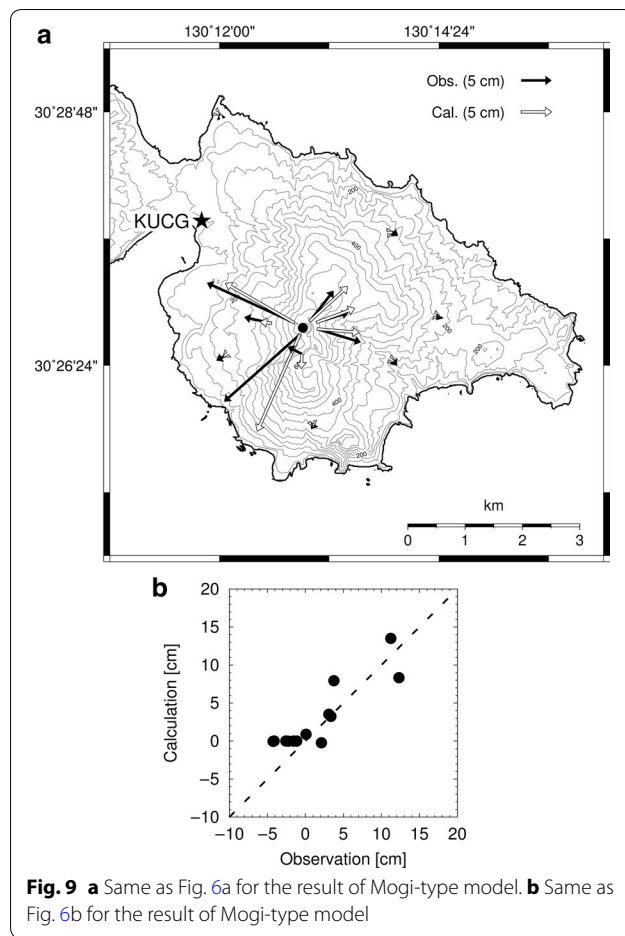 a
130˚12'00" 130˚14'24"
30˚28'48"
Obs. (5 cm)
Cal. (5 cm)
200
KUCG
400
200
200
30˚26'24"
400
200
km
0 1 2 3
b
20
15
10
5
0
−5
−10
Calculation [cm]
−10 −5 0 5 10 15 20
Observation [cm]
Fig. 9 a Same as Fig. 6a for the result of Mogi-type model. b Same as
Fig. 6b for the result of Mogi-type model